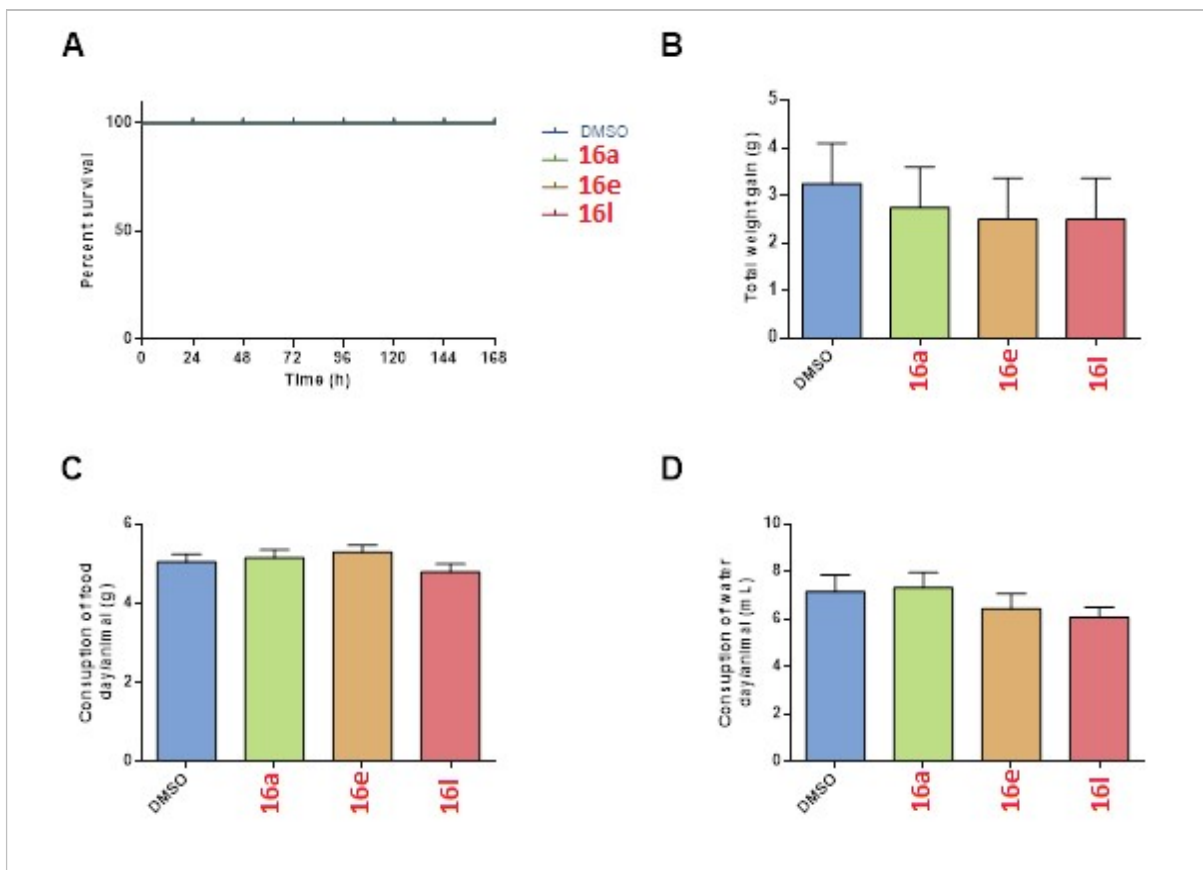 A
Percent survival
100
50
0
0 24 48 72 96 120 144 168
Time (h)
DMSO
16a
16e
16l
B
Total weight gain (g)
5
4
3
2
1
0
DMSO 16a 16e 16l
C
Consuption of food
day/animal (g)
6
4
2
0
DMSO 16a 16e 16l
D
Consuption of water
day/animal (mL)
10
8
6
4
2
0
DMSO 16a 16e 16l